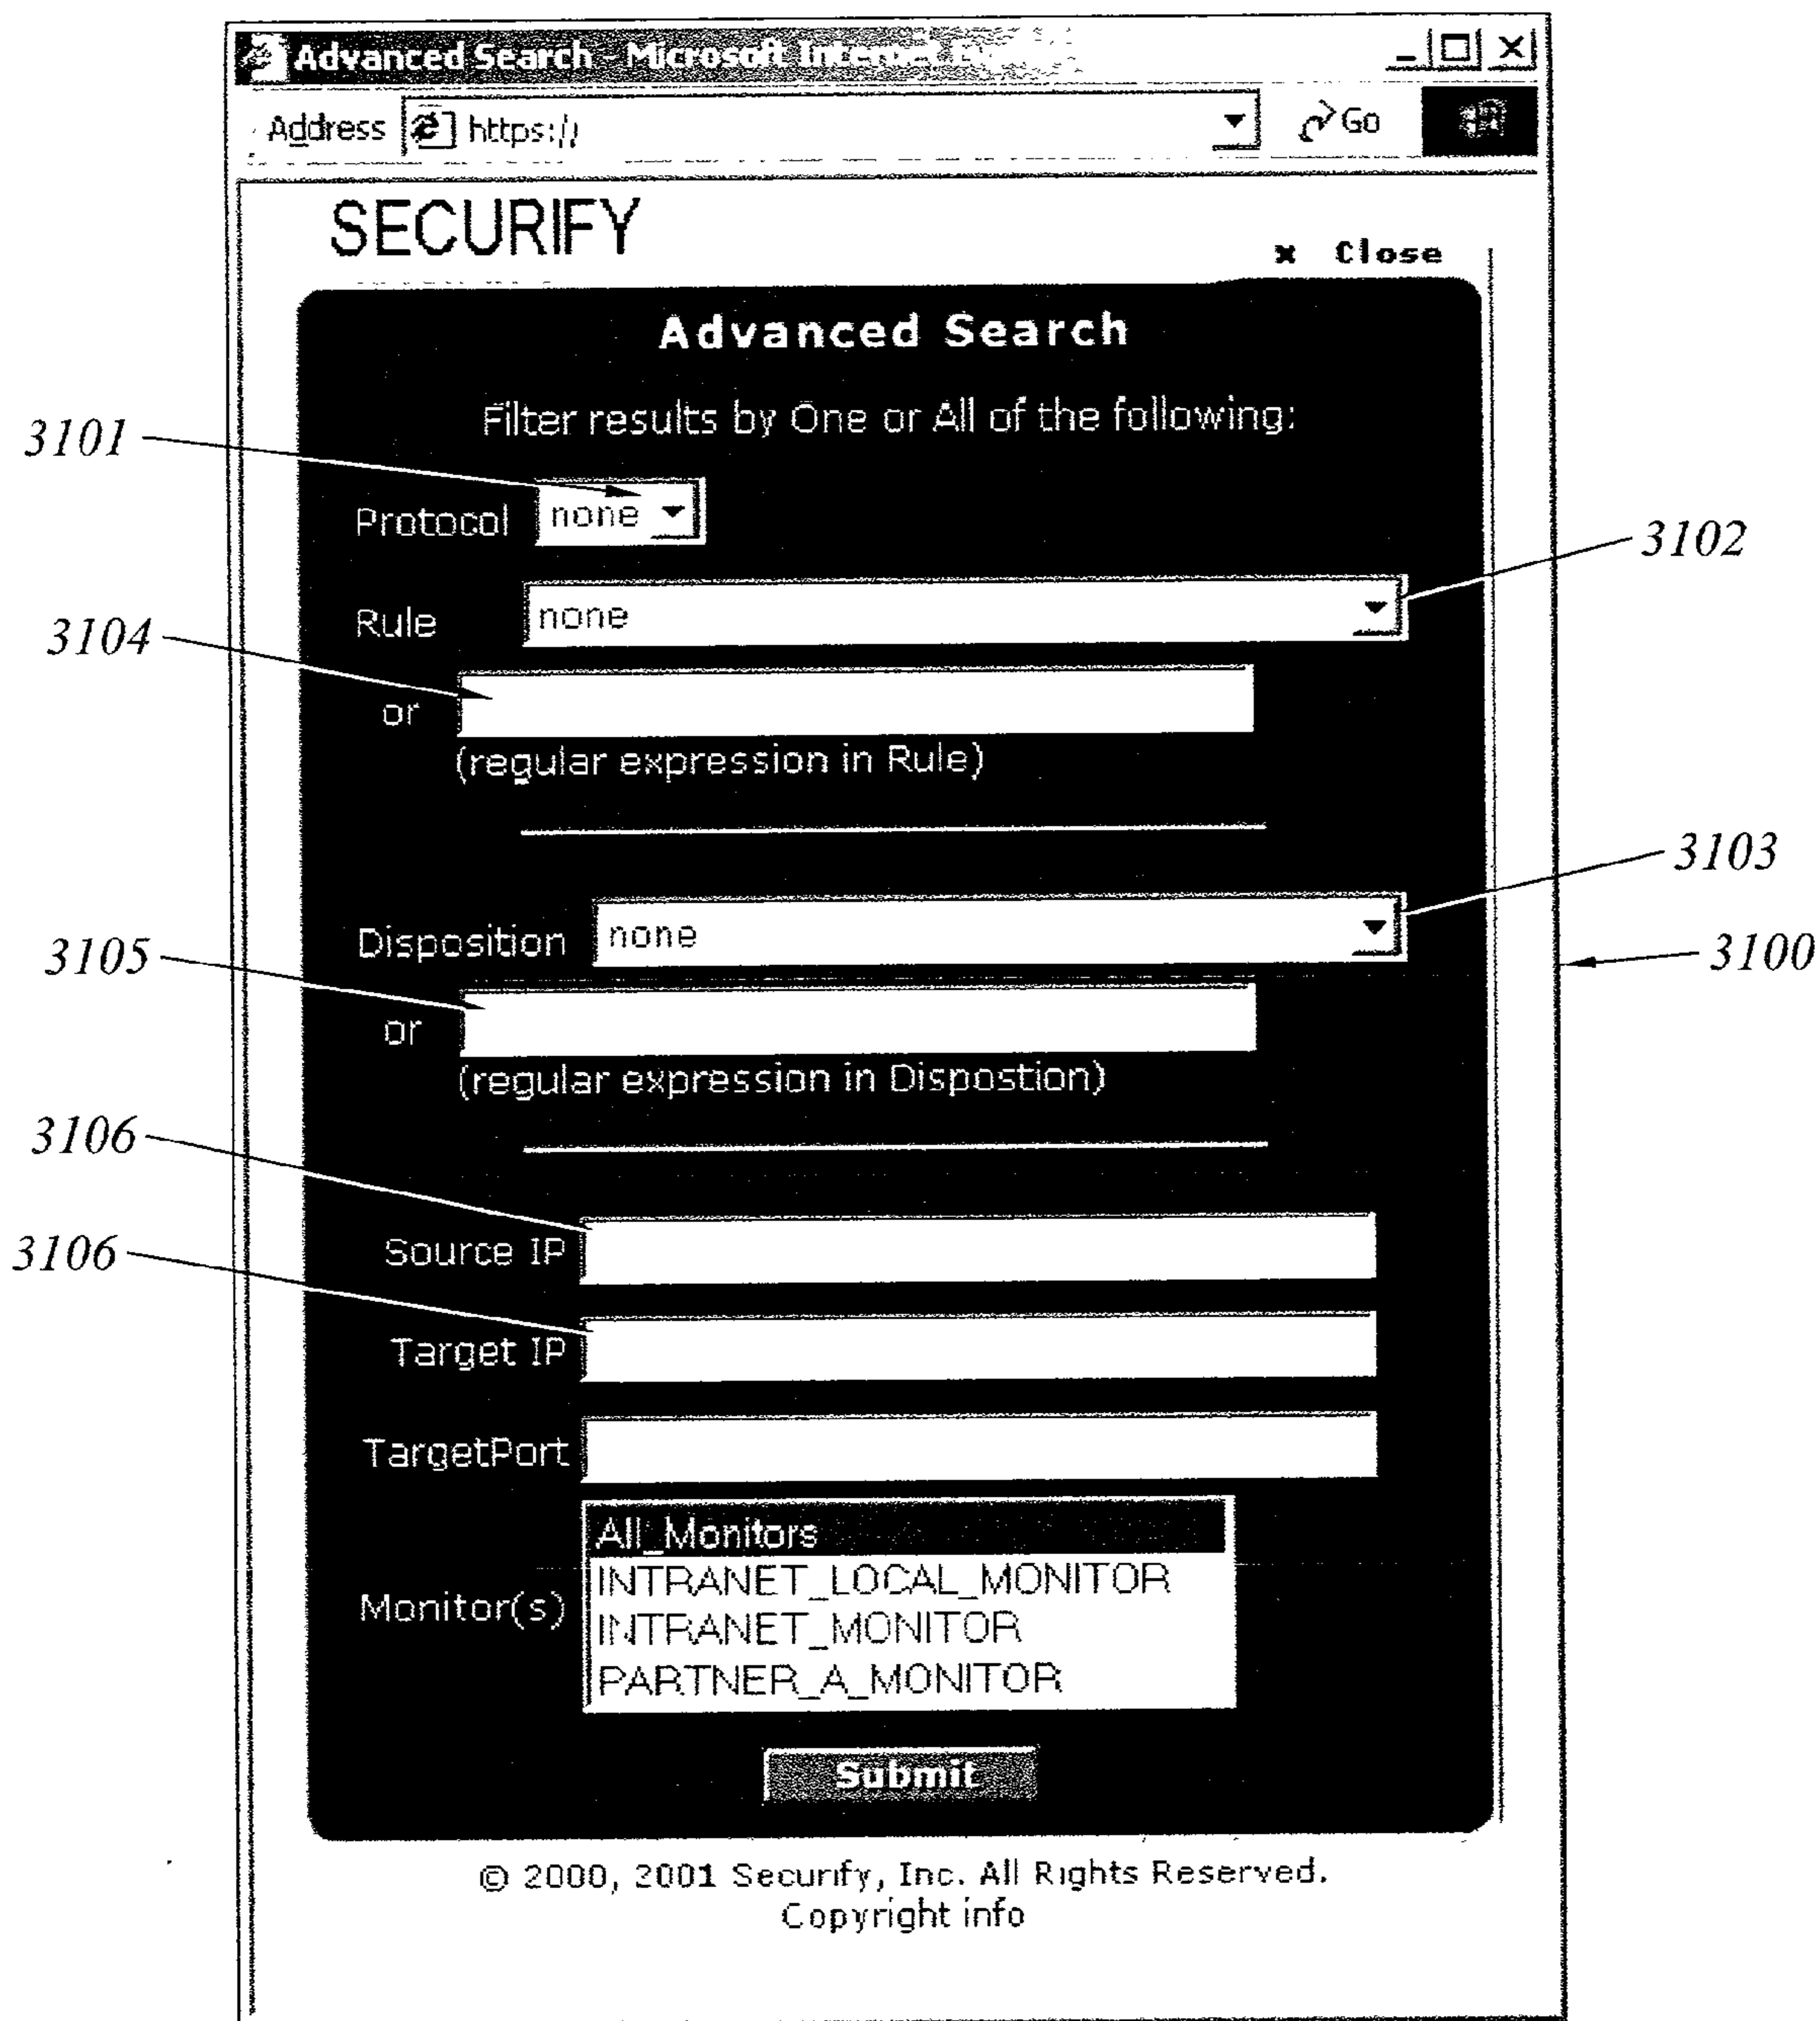 Advanced Search - Microsoft Internet
Address https://
Go
SECURIFY
x Close
Advanced Search
Filter results by One or All of the following:
3101
Protocol none
3102
Rule none
3104
or
(regular expression in Rule)
3103
Disposition none
3105
3100
or
(regular expression in Dispostion)
3106
Source IP
3106
Target IP
TargetPort
All_Monitors
INTRANET_LOCAL_MONITOR
Monitor(s)
INTRANET_MONITOR
PARTNER_A_MONITOR
Submit
© 2000, 2001 Securify, Inc. All Rights Reserved.
Copyright info